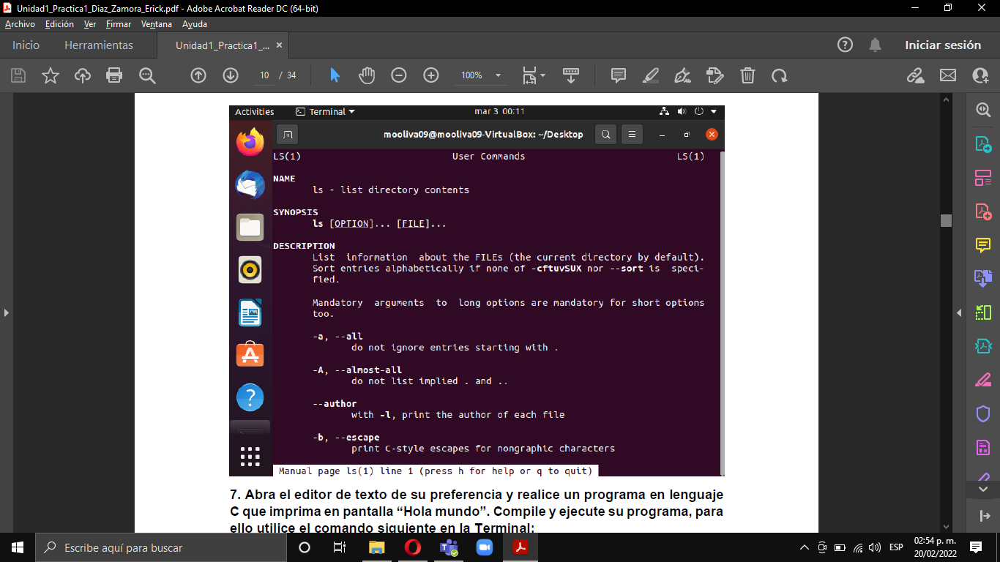 Unidad1_Practica1_Diaz_Zamora_Erick.pdf - Adobe Acrobat Reader DC (64-bit)
Archivo Edición Ver Firmar Ventana Ayuda
Inicio Herramientas Unidad1_Practica1_... × Iniciar sesión
10 / 34 100%
Activities Terminal mar 3 00:11
mooliva09@mooliva09-VirtualBox: ~/Desktop
LS(1) User Commands LS(1)
NAME
ls - list directory contents
SYNOPSIS
ls [OPTION]... [FILE]...
DESCRIPTION
List information about the FILEs (the current directory by default).
Sort entries alphabetically if none of -cftuvSUX nor --sort is speci-
fied.
Mandatory arguments to long options are mandatory for short options
too.
-a, --all
do not ignore entries starting with .
-A, --almost-all
do not list implied . and ..
--author
with -l, print the author of each file
-b, --escape
print C-style escapes for nongraphic characters
Manual page ls(1) line 1 (press h for help or q to quit)
7. Abra el editor de texto de su preferencia y realice un programa en lenguaje
C que imprima en pantalla “Hola mundo”. Compile y ejecute su programa, para
ello utilice el comando siguiente en la Terminal:
Escribe aquí para buscar
ESP
02:54 p. m.
20/02/2022